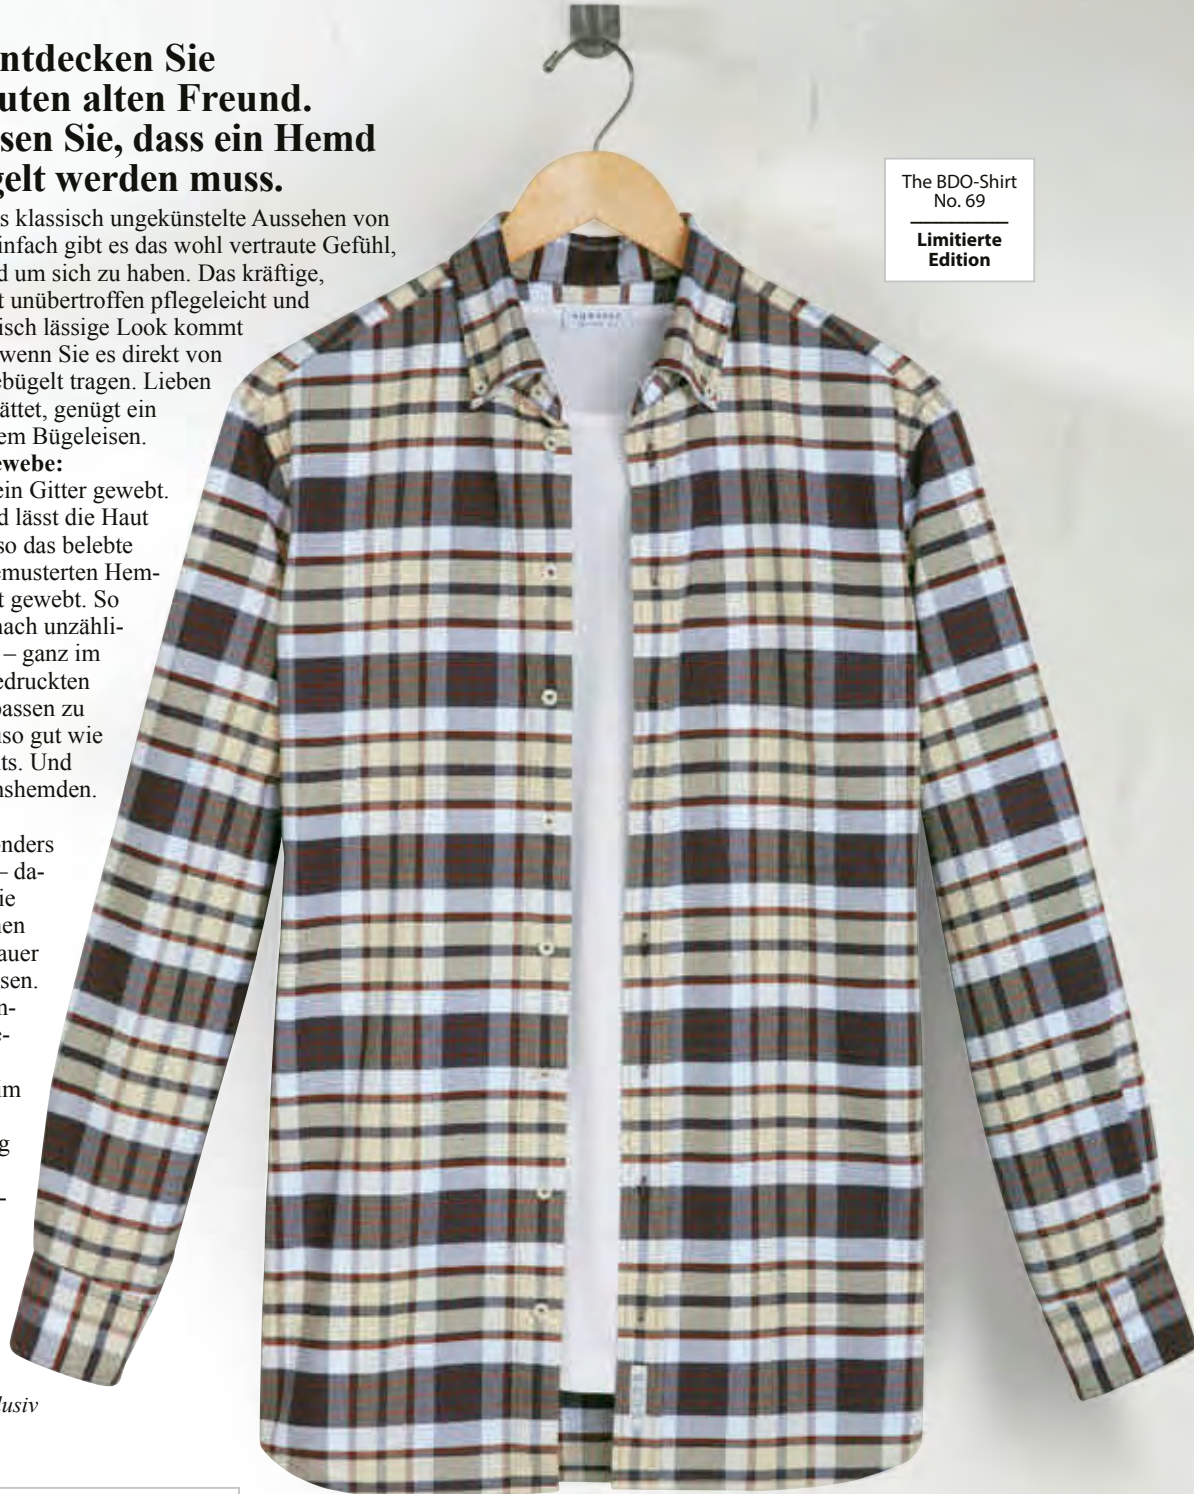 ntdecken Sie
uten alten Freund.
sen Sie, dass ein Hemd
gelt werden muss.
s klassisch ungekünstelte Aussehen von
infach gibt es das wohl vertraute Gefühl,
d um sich zu haben. Das kräftige,
t unübertroffen pflegeleicht und
isch lässige Look kommt
wenn Sie es direkt von
ebügelt tragen. Lieben
ättet, genügt ein
em Bügeleisen.
ewebe:
ein Gitter gewebt.
d lässt die Haut
so das belebte
emusterten Hem-
t gewebt. So
nach unzähli-
– ganz im
edruckten
passen zu
so gut wie
ts. Und
nshemden.
onders
– da-
ie
nen
auer
sen.
n-
e-
im
g
-
lusiv
The BDO-Shirt
No. 69
Limitierte
Edition